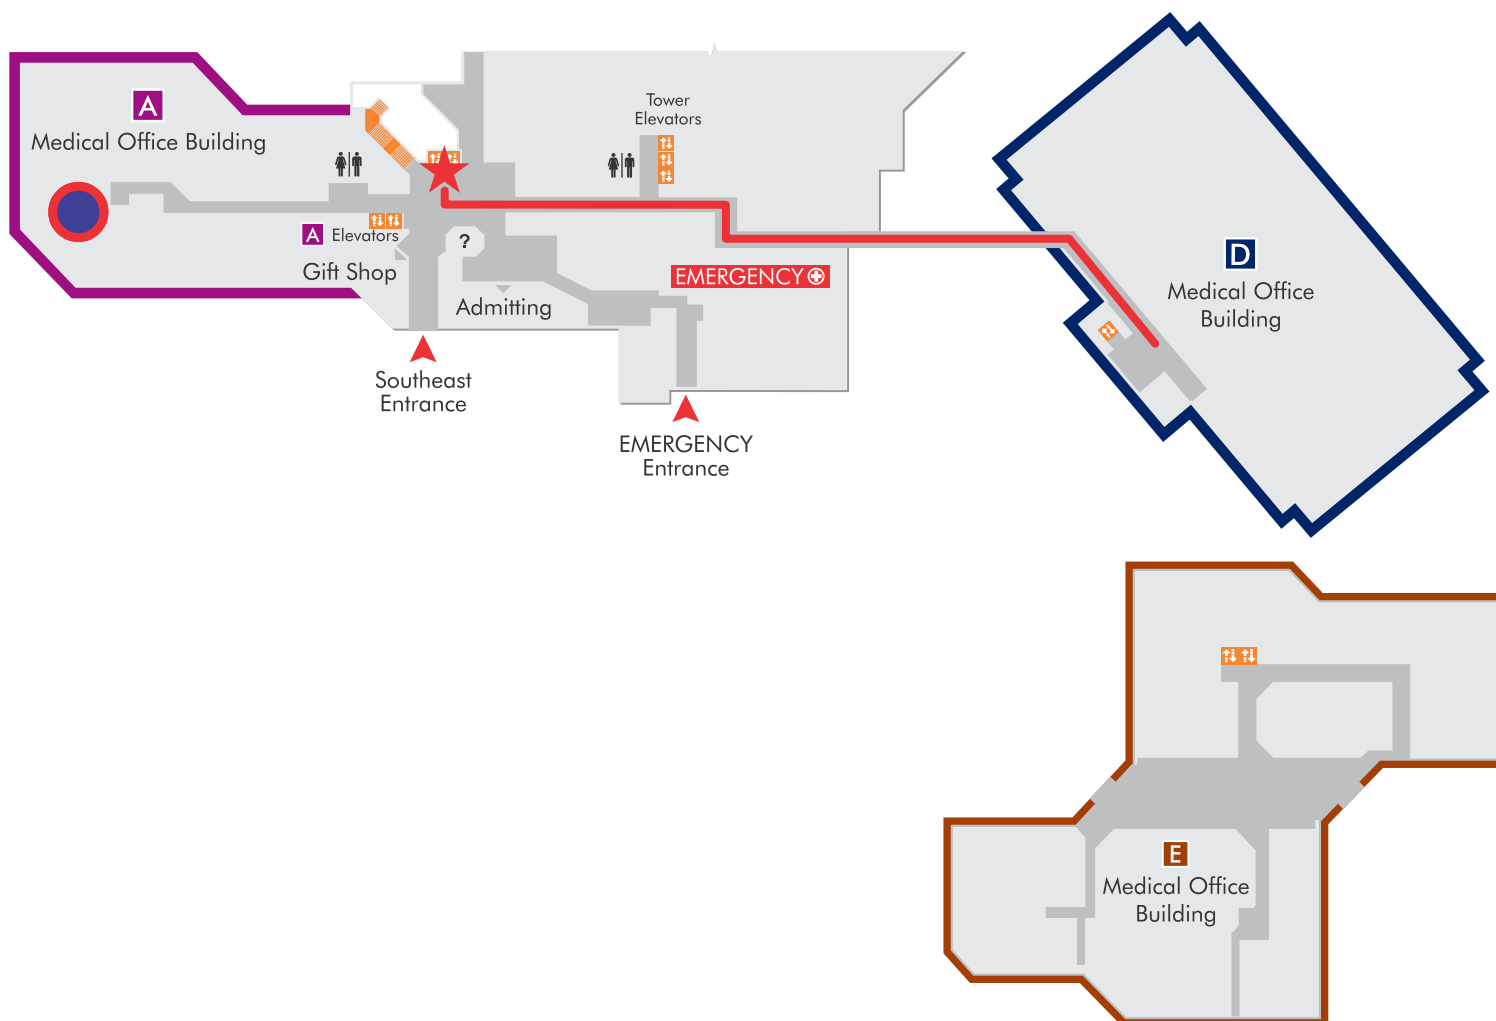 A
Medical Office Building
Tower
Elevators
A Elevators
?
Gift Shop
EMERGENCY
Admitting
Southeast
Entrance
EMERGENCY
Entrance
D
Medical Office
Building
E
Medical Office
Building